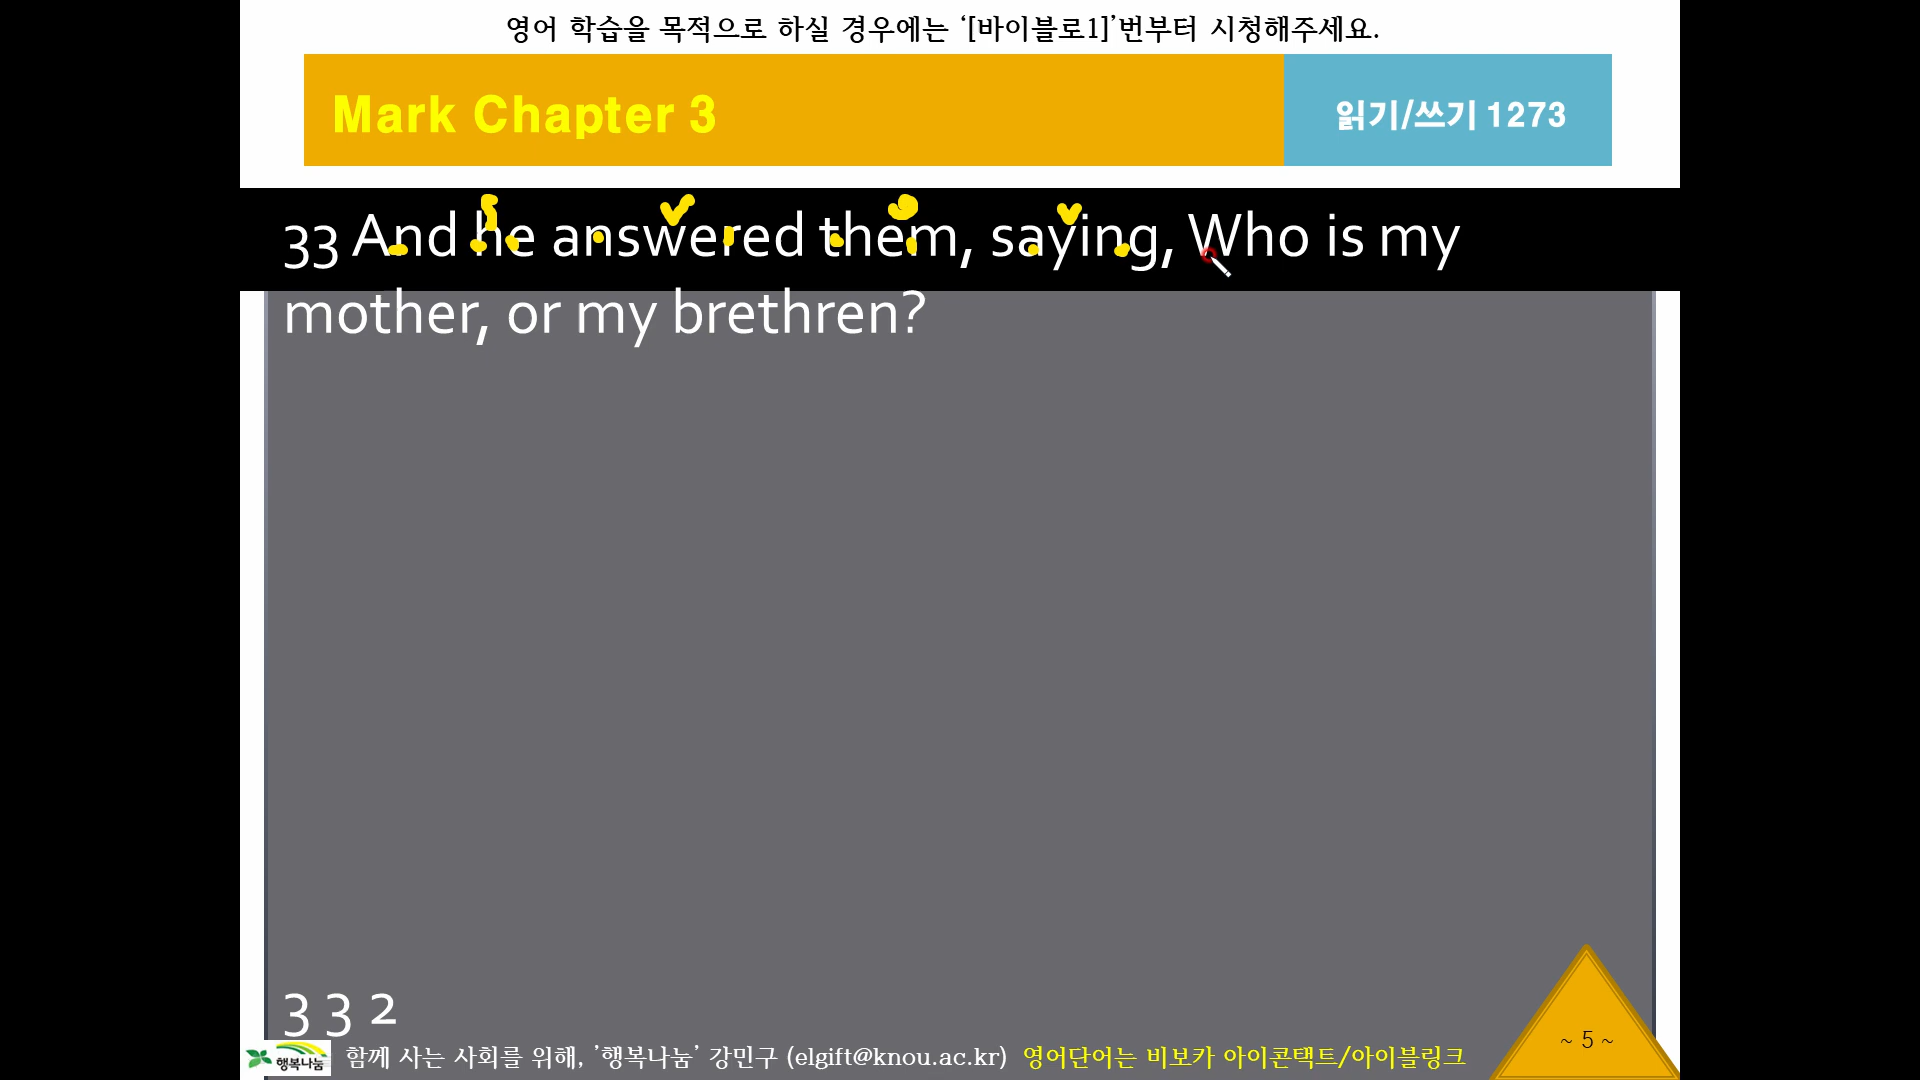 영어 학습을 목적으로 하실 경우에는 ‘[바이블로1]’번부터 시청해주세요.
Mark Chapter 3
읽기/쓰기 1273
33 And he answered them, saying, Who is my
mother, or my brethren?
3 3 2
행복나눔 함께 사는 사회를 위해, ’행복나눔’ 강민구 (elgift@knou.ac.kr) 영어단어는 비보카 아이콘택트/아이블링크
~ 5 ~